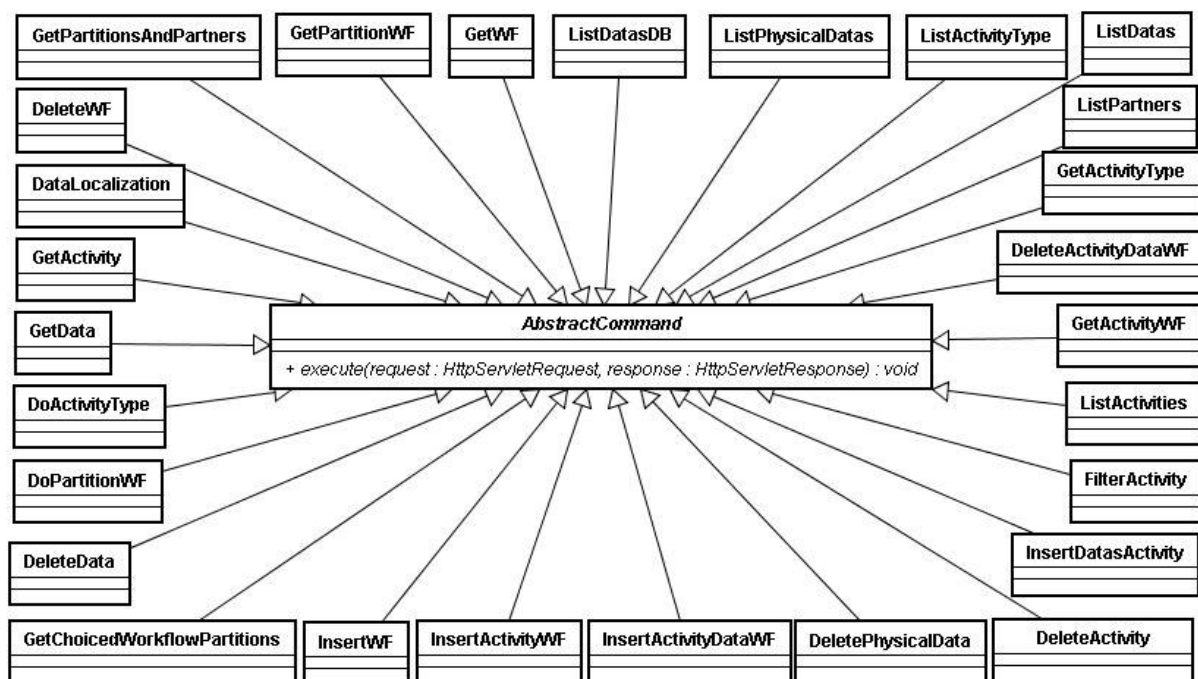 GetPartitionsAndPartners
GetPartitionWF
GetWF
ListDatasDB
ListPhysicalDatas
ListActivityType
ListDatas
DeleteWF
ListPartners
DataLocalization
GetActivityType
GetActivity
DeleteActivityDataWF
GetData
AbstractCommand
GetActivityWF
+ execute(request : HttpServletRequest, response : HttpServletResponse) : void
DoActivityType
ListActivities
DoPartitionWF
FilterActivity
DeleteData
InsertDatasActivity
GetChoicedWorkflowPartitions
InsertWF
InsertActivityWF
InsertActivityDataWF
DeletePhysicalData
DeleteActivity